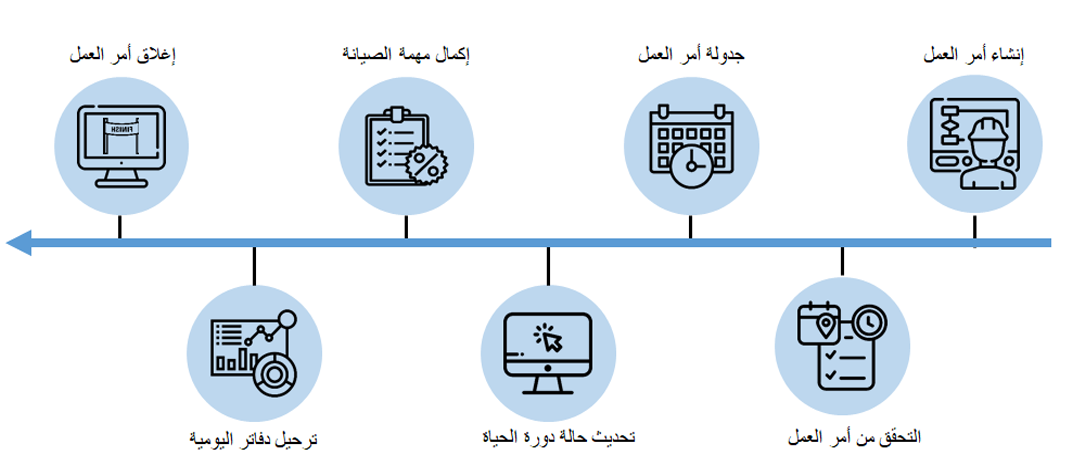 إنشاء أمر العمل
التحقق من أمر العمل
جدولة أمر العمل
تحديث حالة دورة الحياة
إكمال مهمة الصيانة
ترحيل دفاتر اليومية
إغلاق أمر العمل
FINISH